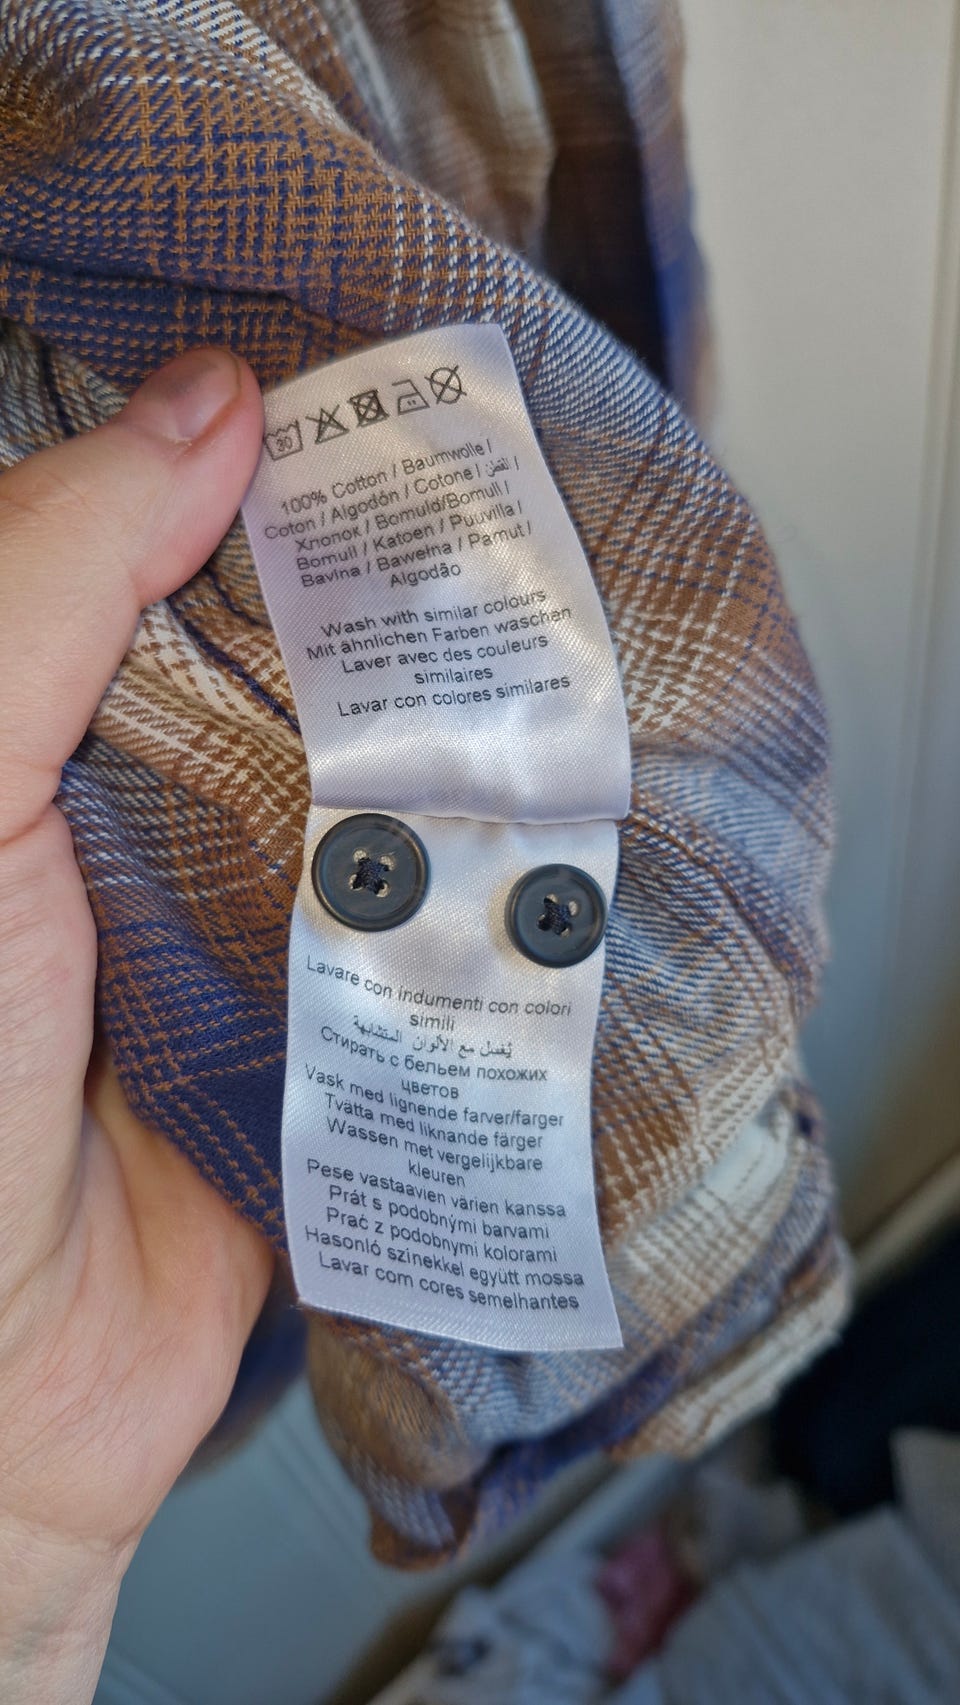 30
100% Cotton / Baumwolle /
Coton / Algodón / Cotone / القطن /
Хлопок / Bomuld/Bomull /
Bomull / Katoen / Puuvilla /
Bavlna / Bawełna / Pamut /
Algodão
Wash with similar colours
Mit ähnlichen Farben waschen
Laver avec des couleurs
similaires
Lavar con colores similares
Lavare con indumenti con colori
simili
يُغسل مع الألوان المتشابهة
Стирать с бельем похожих
цветов
Vask med lignende farver/farger
Tvätta med liknande färger
Wassen met vergelijkbare
kleuren
Pese vastaavien värien kanssa
Prát s podobnými barvami
Prać z podobnymi kolorami
Hasonló színekkel együtt mossa
Lavar com cores semelhantes